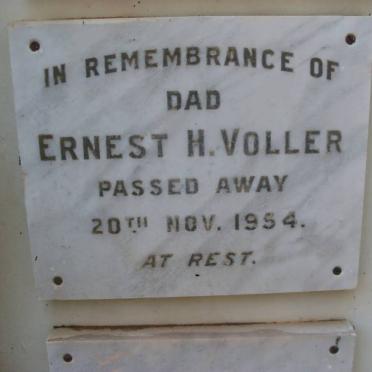 IN REMEMBRANCE OF
DAD
ERNEST H. VOLLER
PASSED AWAY
20TH NOV. 1954.
AT REST.